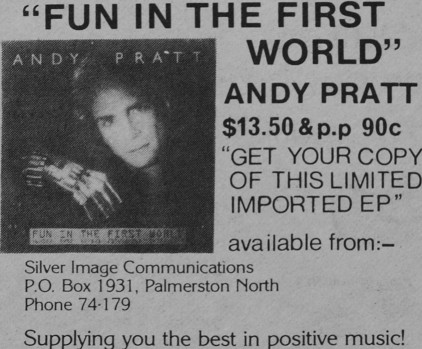 "FUN IN THE FIRST
WORLD"
ANDY PRATT
ANDY PRATT
$13.50 & p.p 90c
"GET YOUR COPY
OF THIS LIMITED
IMPORTED EP"
FUN IN THE FIRST WORLD
available from:–
Silver Image Communications
P.O. Box 1931, Palmerston North
Phone 74-179
Supplying you the best in positive music!